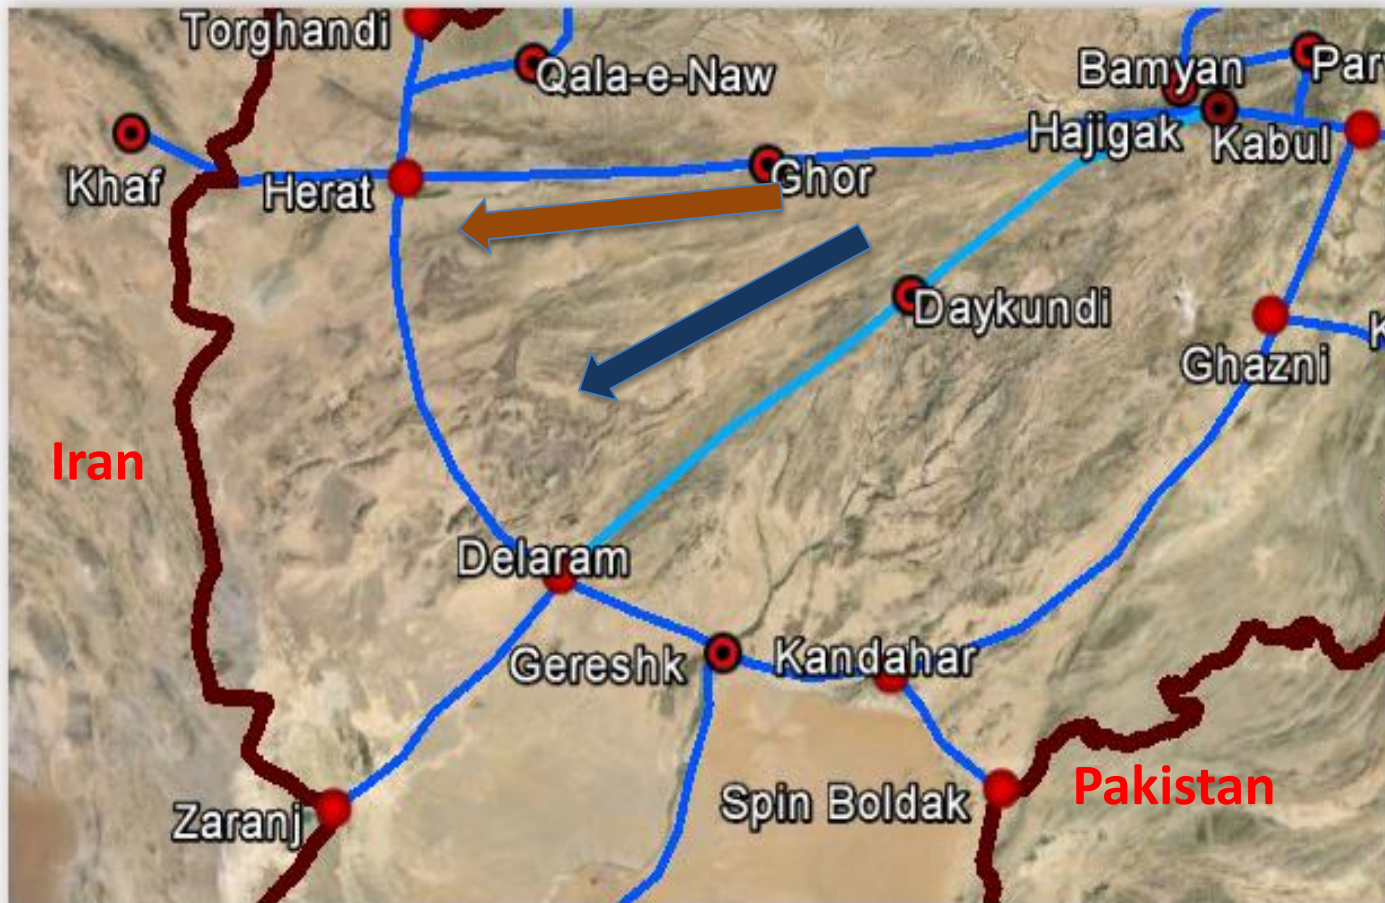 Torghandi
Qala-e-Naw
Bamyan
Par
Khaf
Herat
Ghor
Hajigak
Kabul
Daykundi
Ghazni
K
Iran
Delaram
Gereshk
Kandahar
Zaranj
Spin Boldak
Pakistan